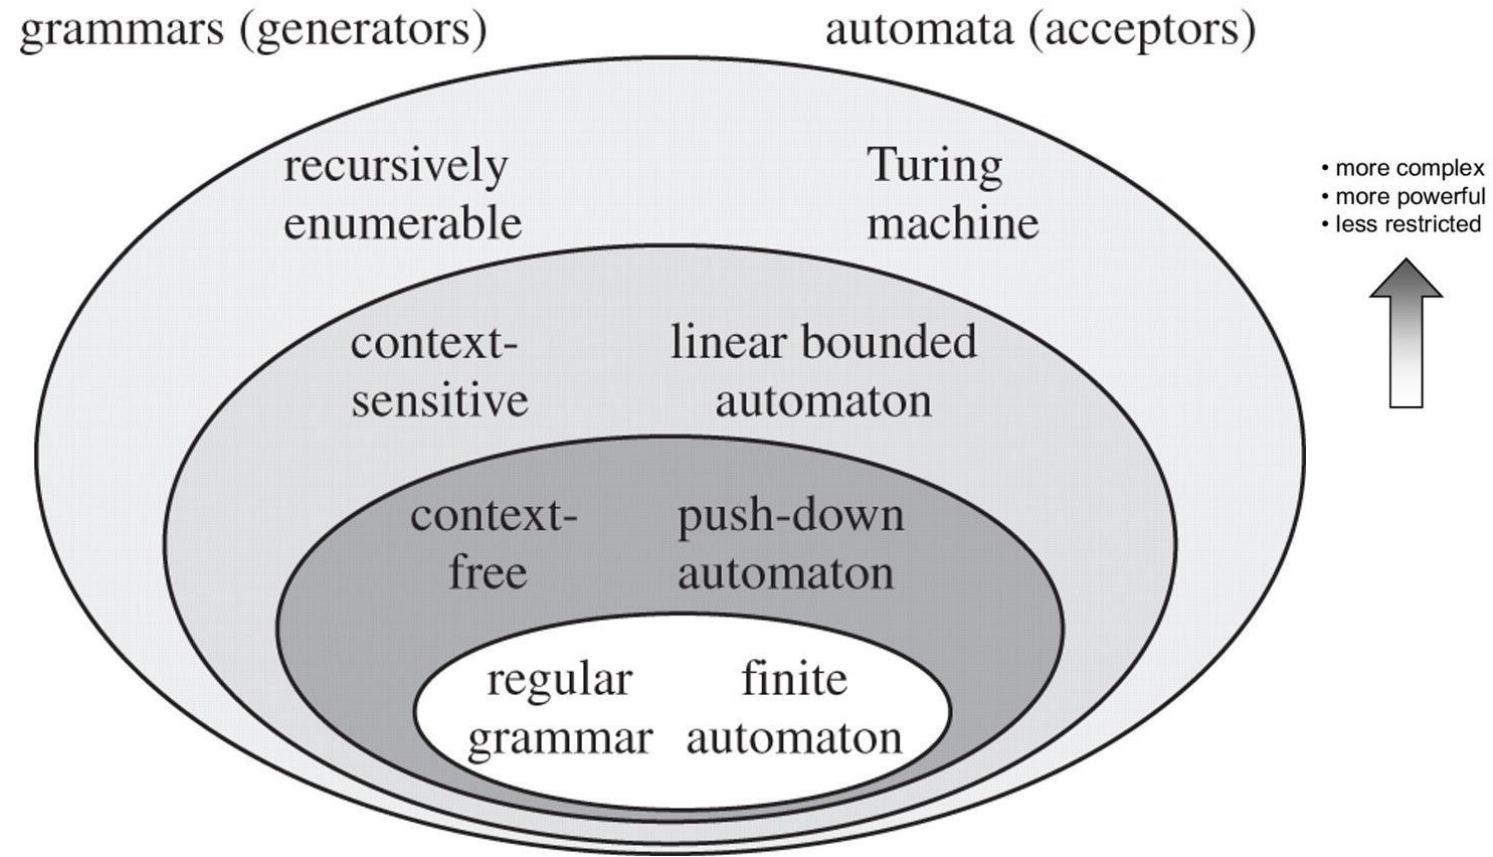 grammars (generators)
automata (acceptors)
recursively
enumerable
Turing
machine
• more complex
• more powerful
• less restricted
context-
sensitive
linear bounded
automaton
context-
free
push-down
automaton
regular
grammar
finite
automaton